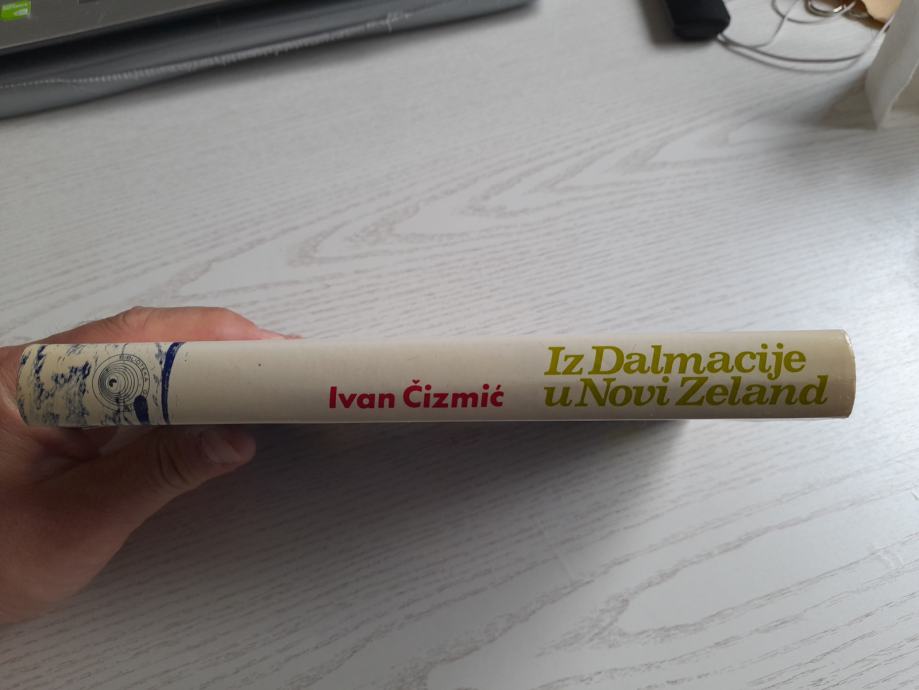 Ivan Čizmić
Iz Dalmacije
u Novi Zeland